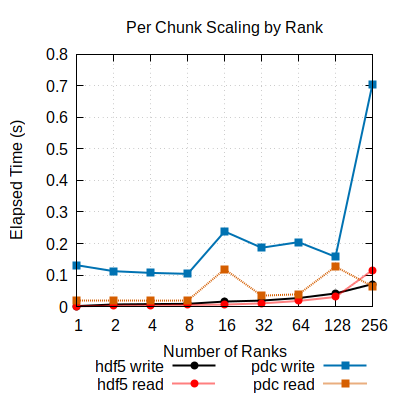 Per Chunk Scaling by Rank
0.8
0.7
0.6
0.5
0.4
0.3
0.2
0.1
0
Elapsed Time (s)
1 2 4 8 16 32 64 128 256
Number of Ranks
hdf5 write pdc write
hdf5 read pdc read